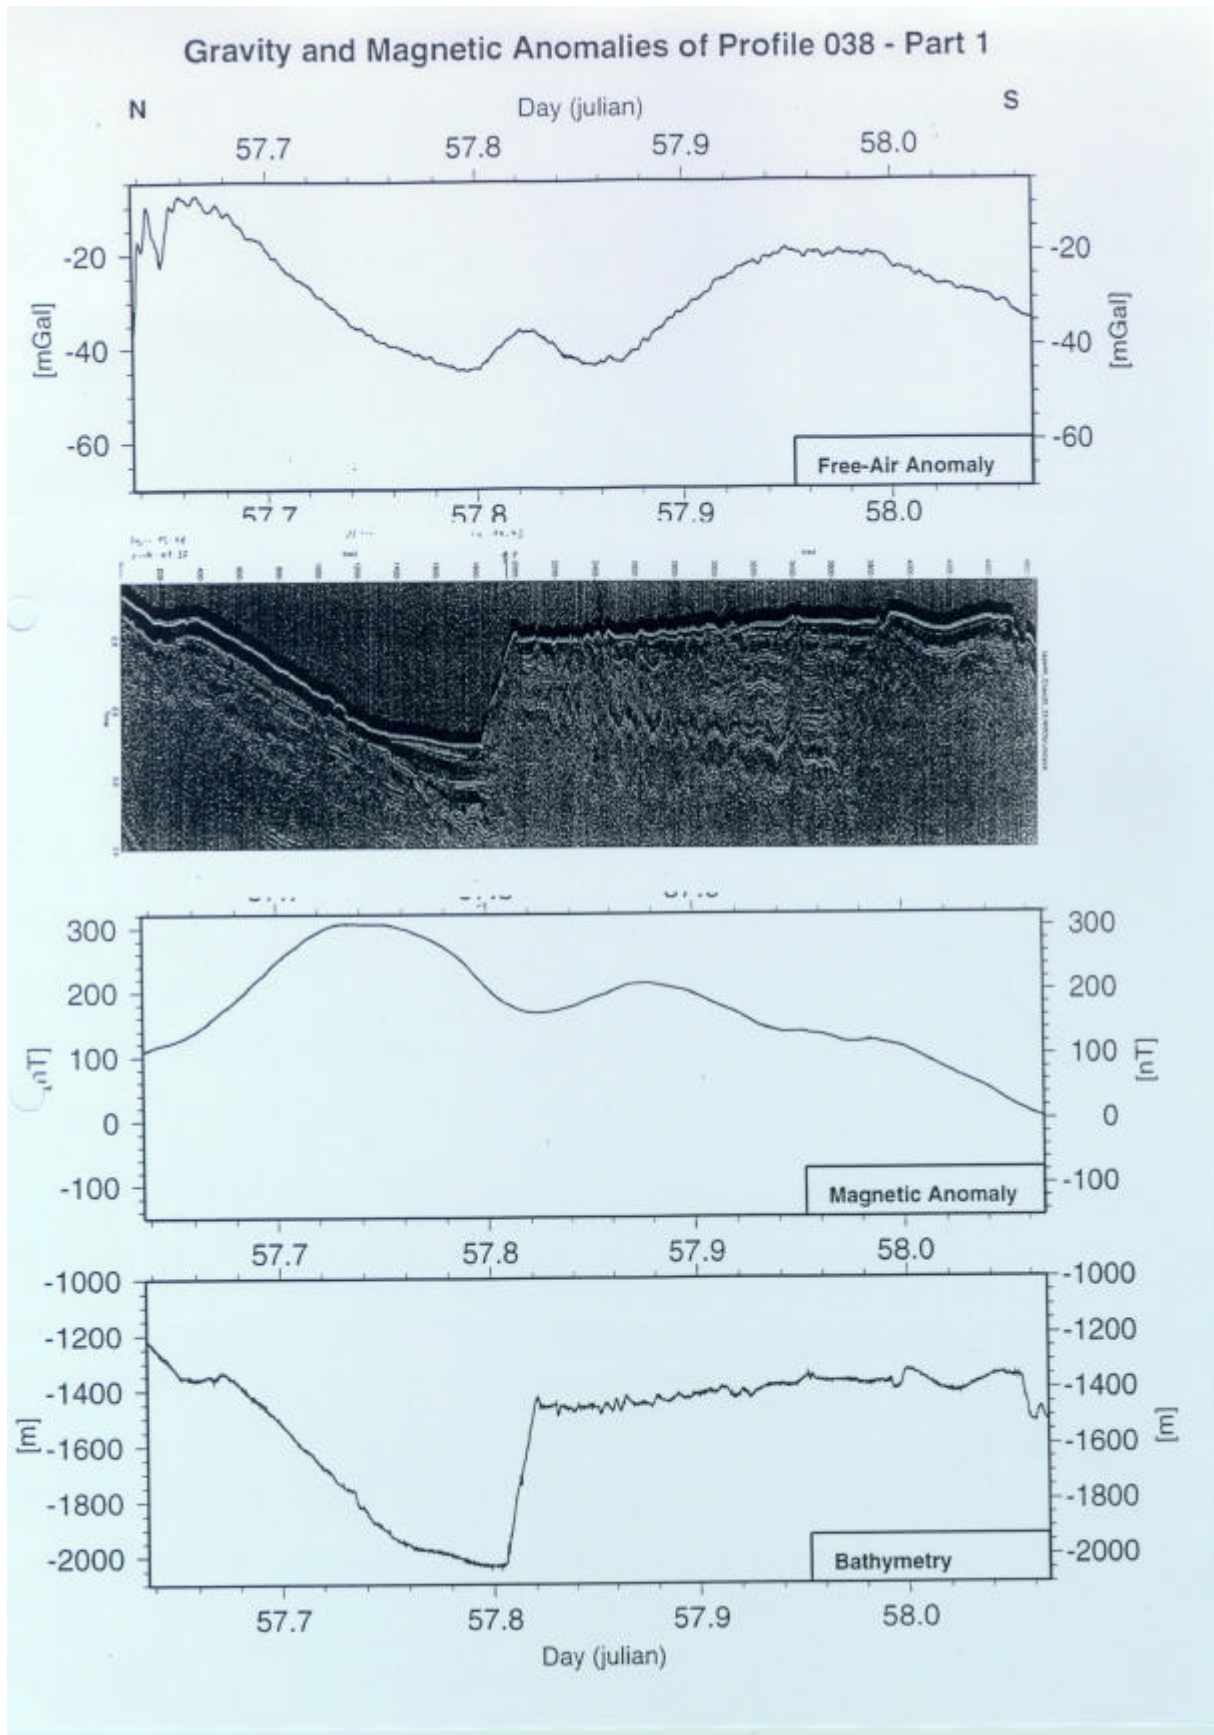 Gravity and Magnetic Anomalies of Profile 038 - Part 1
N Day (julian) S
57.7 57.8 57.9 58.0
-20 -20
[mGal] [mGal]
-40 -40
-60 -60
Free-Air Anomaly
57.7 57.8 57.9 58.0
300 300
200 200
100 100
[nT]
0 0
-100 -100
Magnetic Anomaly
57.7 57.8 57.9 58.0
-1000 -1000
-1200 -1200
-1400 -1400
[m] [m]
-1600 -1600
-1800 -1800
-2000 -2000
Bathymetry
57.7 57.8 57.9 58.0
Day (julian)